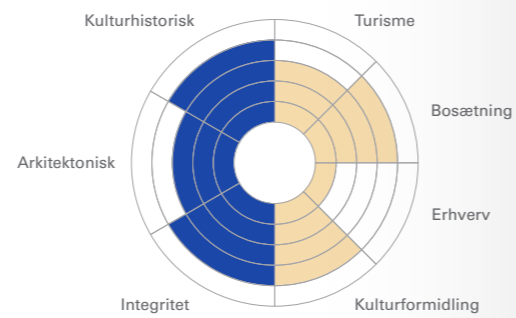 Kulturhistorisk
Turisme
Bosætning
Arkitektonisk
Erhverv
Integritet
Kulturformidling